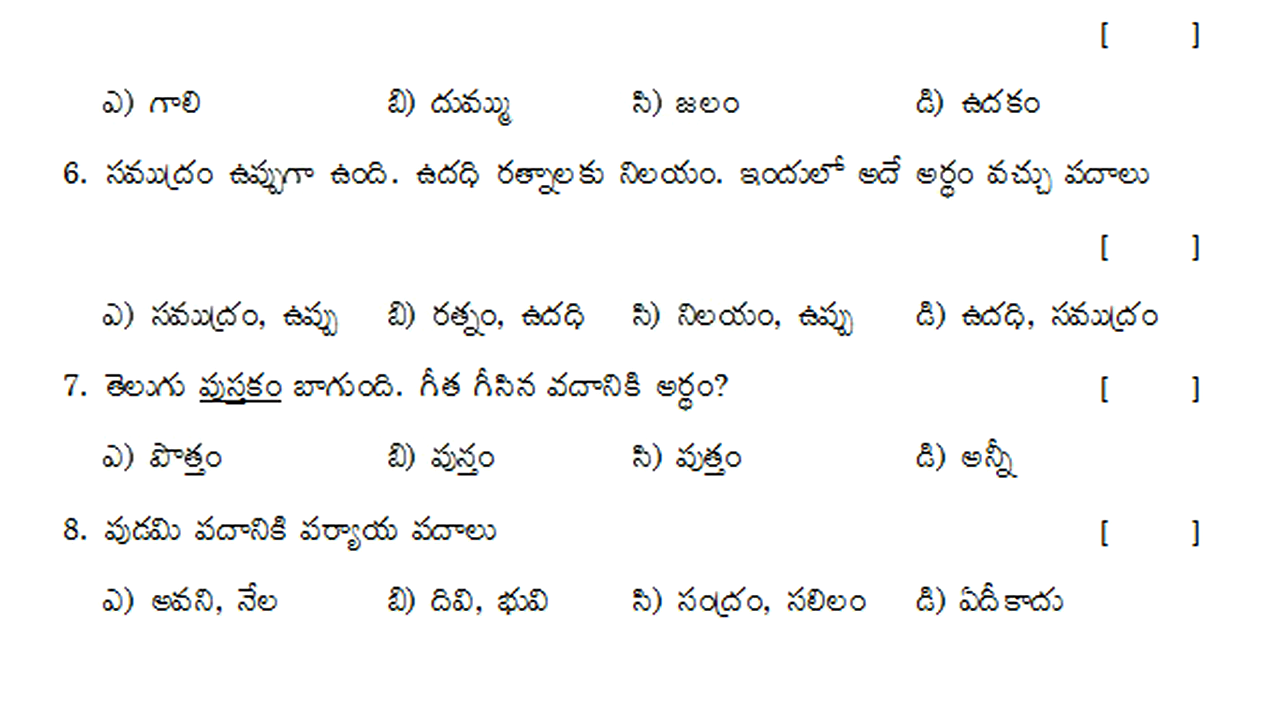 [ ]
ఎ) గాలి బి) దుమ్ము సి) జలం డి) ఉదకం
6. సముద్రం ఉప్పుగా ఉంది. ఉదధి రత్నాలకు నిలయం. ఇందులో అదే అర్థం వచ్చు పదాలు
[ ]
ఎ) సముద్రం, ఉప్పు బి) రత్నం, ఉదధి సి) నిలయం, ఉప్పు డి) ఉదధి, సముద్రం
7. తెలుగు పుస్తకం బాగుంది. గీత గీసిన పదానికి అర్థం? [ ]
ఎ) పొత్తం బి) పున్తం సి) పుత్తం డి) అన్నీ
8. పుడమి పదానికి పర్యాయ పదాలు [ ]
ఎ) అవని, నేల బి) దివి, భువి సి) సంద్రం, సలిలం డి) ఏదీకాదు